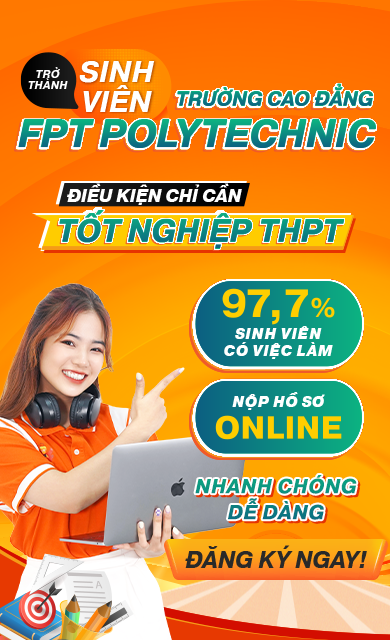 TRỞ THÀNH
SINH VIÊN
TRƯỜNG CAO ĐẲNG
FPT POLYTECHNIC
ĐIỀU KIỆN CHỈ CẦN
TỐT NGHIỆP THPT
97,7%
SINH VIÊN
CÓ VIỆC LÀM
NỘP HỒ SƠ
ONLINE
NHANH CHÓNG
DỄ DÀNG
ĐĂNG KÝ NGAY!